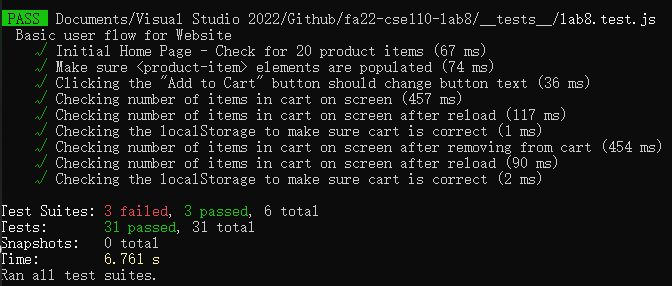 PASS Documents/Visual Studio 2022/Github/fa22-cse110-lab8/__tests__/lab8.test.js
Basic user flow for Website
√ Initial Home Page - Check for 20 product items (67 ms)
√ Make sure <product-item> elements are populated (74 ms)
√ Clicking the "Add to Cart" button should change button text (36 ms)
√ Checking number of items in cart on screen (457 ms)
√ Checking number of items in cart on screen after reload (117 ms)
√ Checking the localStorage to make sure cart is correct (1 ms)
√ Checking number of items in cart on screen after removing from cart (454 ms)
√ Checking number of items in cart on screen after reload (90 ms)
√ Checking the localStorage to make sure cart is correct (2 ms)
Test Suites: 3 failed, 3 passed, 6 total
Tests: 31 passed, 31 total
Snapshots: 0 total
Time: 6.761 s
Ran all test suites.